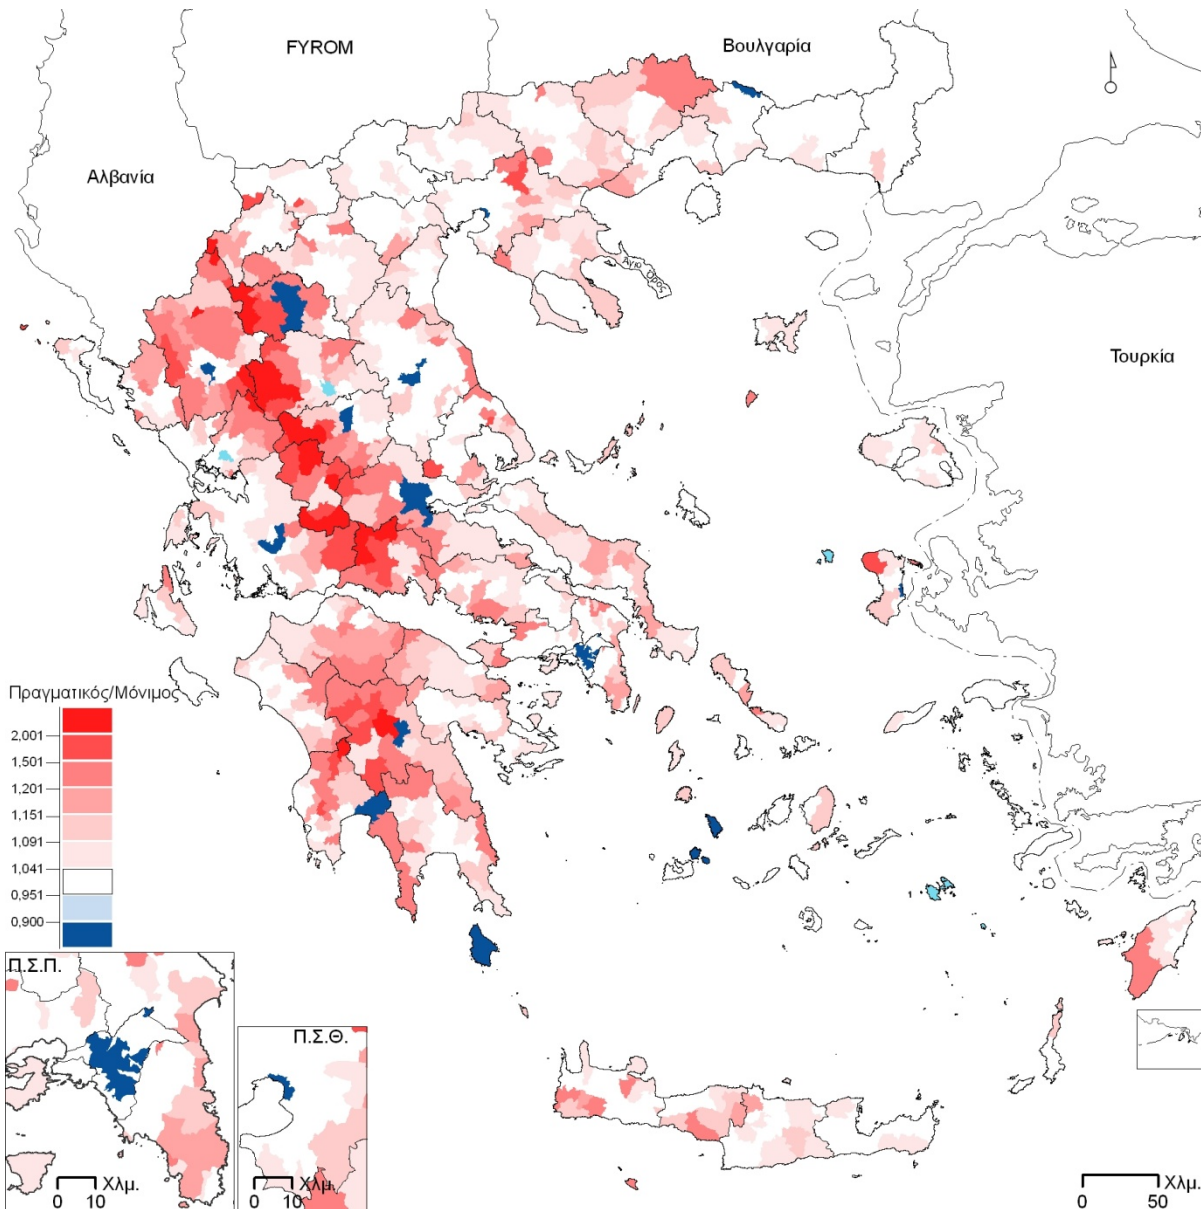 FYROM
Βουλγαρία
Αλβανία
Άγιο Όρος
Τουρκία
Πραγματικός/Μόνιμος
2,001
1,501
1,201
1,151
1,091
1,041
0,951
0,900
Π.Σ.Π.
Π.Σ.Θ.
Χλμ.
0 10
Χλμ.
0 10
Χλμ.
0 50